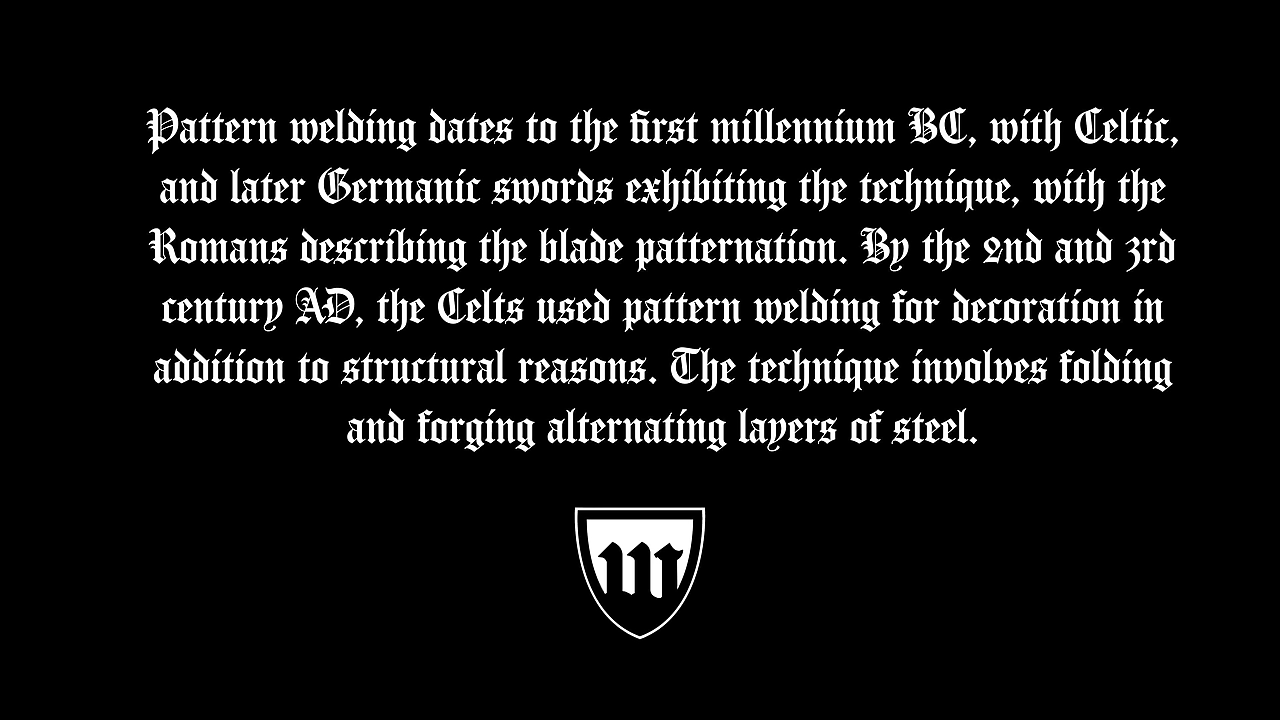 Pattern welding dates to the first millennium BC, with Celtic,
and later Germanic swords exhibiting the technique, with the
Romans describing the blade patternation. By the 2nd and 3rd
century AD, the Celts used pattern welding for decoration in
addition to structural reasons. The technique involves folding
and forging alternating layers of steel.